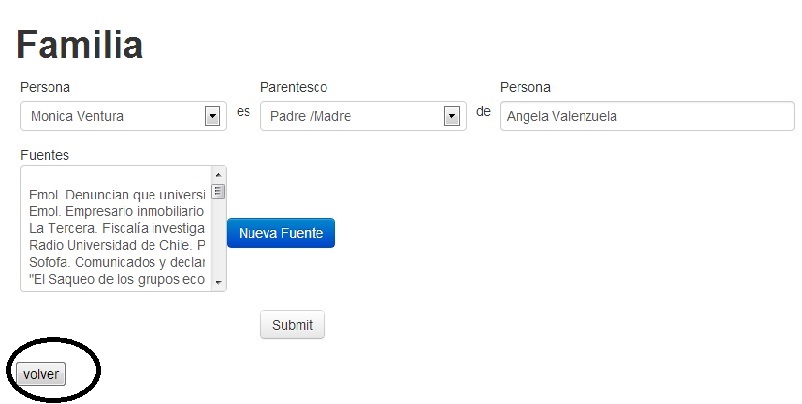 Familia
Persona Parentesco Persona
Monica Ventura es Padre /Madre de Angela Valenzuela
Fuentes
Emol. Denuncian que universi
Emol. Empresario inmobiliario
La Tercera. Fiscalía investiga
Radio Universidad de Chile. P
Sofofa. Comunicados y declar
"El Saqueo de los grupos eco
Nueva Fuente
Submit
volver